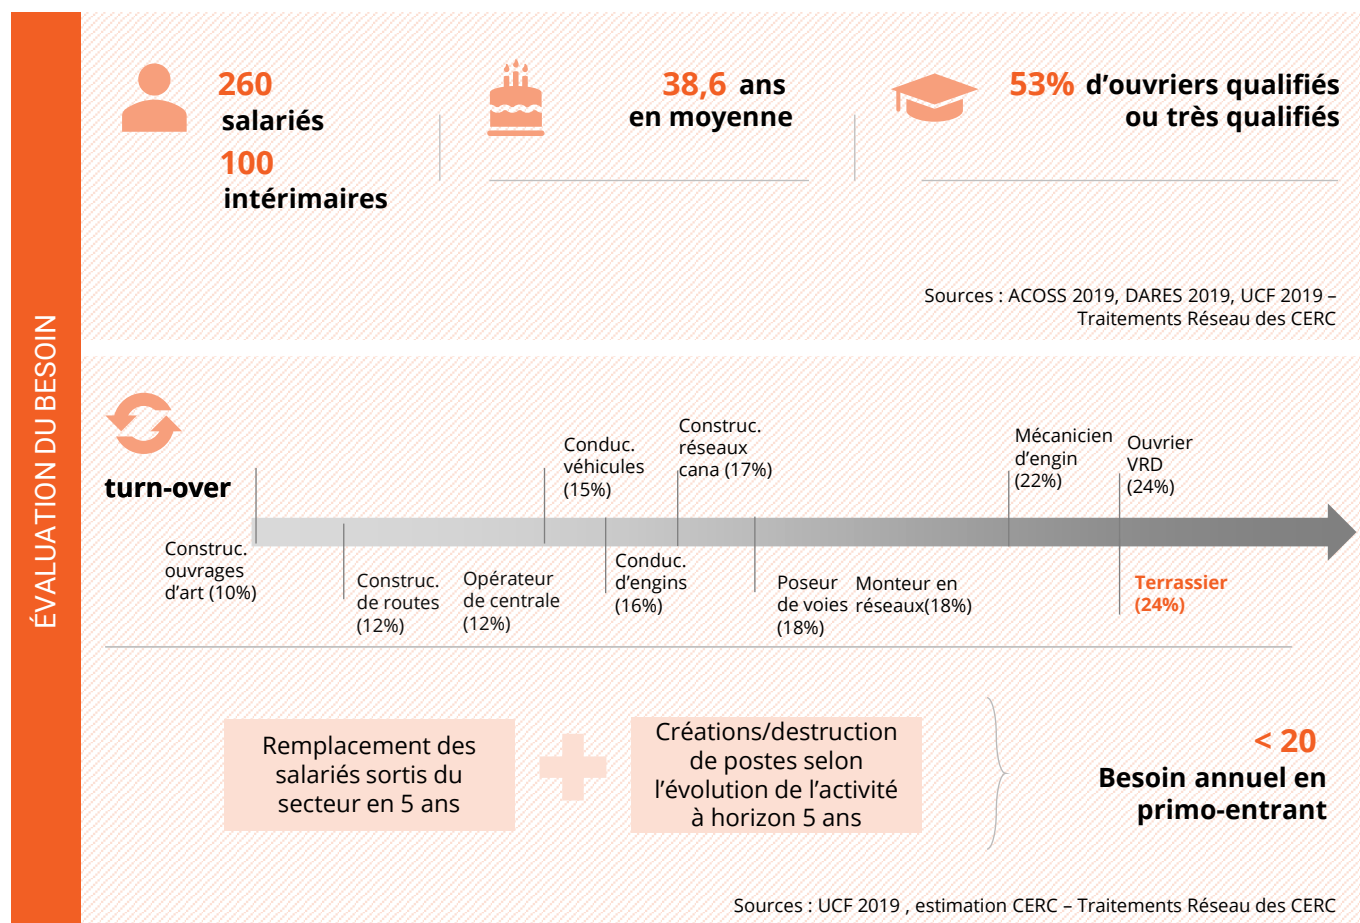 ÉVALUATION DU BESOIN
260
salariés
100
intérimaires
38,6 ans
en moyenne
53% d’ouvriers qualifiés
ou très qualifiés
Sources : ACOSS 2019, DARES 2019, UCF 2019 –
Traitements Réseau des CERC
turn-over
Construc.
ouvrages
d’art (10%)
Construc.
de routes
(12%)
Opérateur
de centrale
(12%)
Conduc.
véhicules
(15%)
Conduc.
d’engins
(16%)
Construc.
réseaux
cana (17%)
Poseur
de voies
(18%)
Monteur en
réseaux(18%)
Mécanicien
d’engin
(22%)
Ouvrier
VRD
(24%)
Terrassier
(24%)
Remplacement des
salariés sortis du
secteur en 5 ans
Créations/destruction
de postes selon
l’évolution de l’activité
à horizon 5 ans
< 20
Besoin annuel en
primo-entrant
Sources : UCF 2019 , estimation CERC – Traitements Réseau des CERC